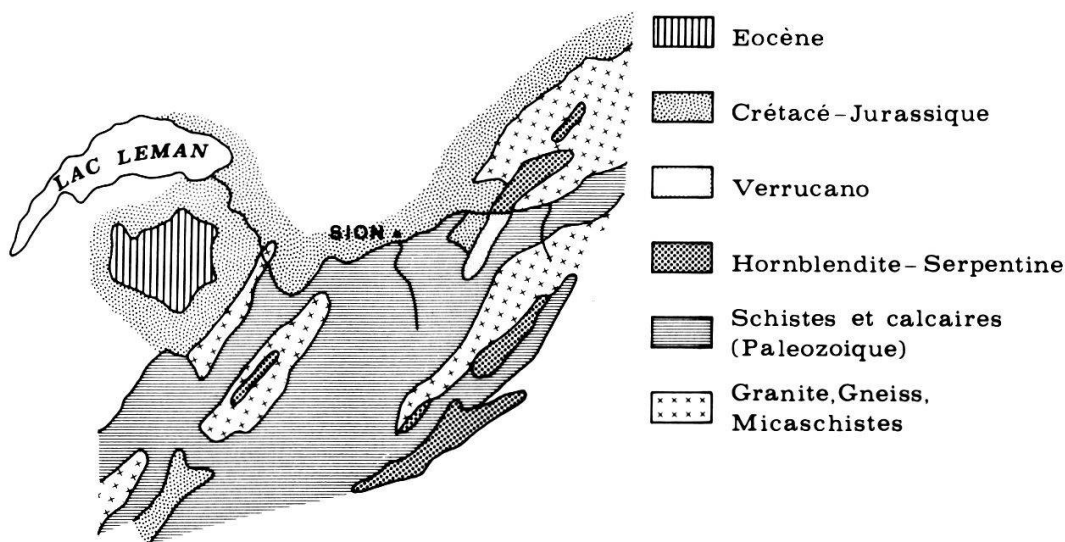 LAC LEMAN
SION
Eocène
Crétacé-Jurassique
Verrucano
Hornblendite-Serpentine
Schistes et calcaires
(Paleozoique)
Granite, Gneiss,
Micaschistes